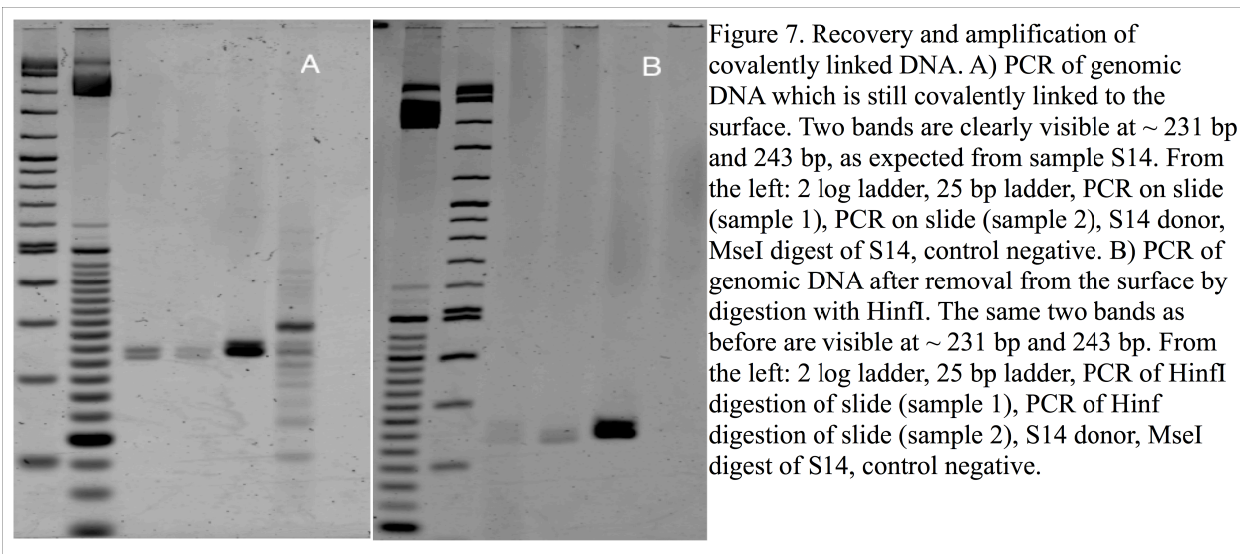 A
B
Figure 7. Recovery and amplification of
covalently linked DNA. A) PCR of genomic
DNA which is still covalently linked to the
surface. Two bands are clearly visible at ~ 231 bp
and 243 bp, as expected from sample S14. From
the left: 2 log ladder, 25 bp ladder, PCR on slide
(sample 1), PCR on slide (sample 2), S14 donor,
MseI digest of S14, control negative. B) PCR of
genomic DNA after removal from the surface by
digestion with HinfI. The same two bands as
before are visible at ~ 231 bp and 243 bp. From
the left: 2 log ladder, 25 bp ladder, PCR of HinfI
digestion of slide (sample 1), PCR of Hinf
digestion of slide (sample 2), S14 donor, MseI
digest of S14, control negative.